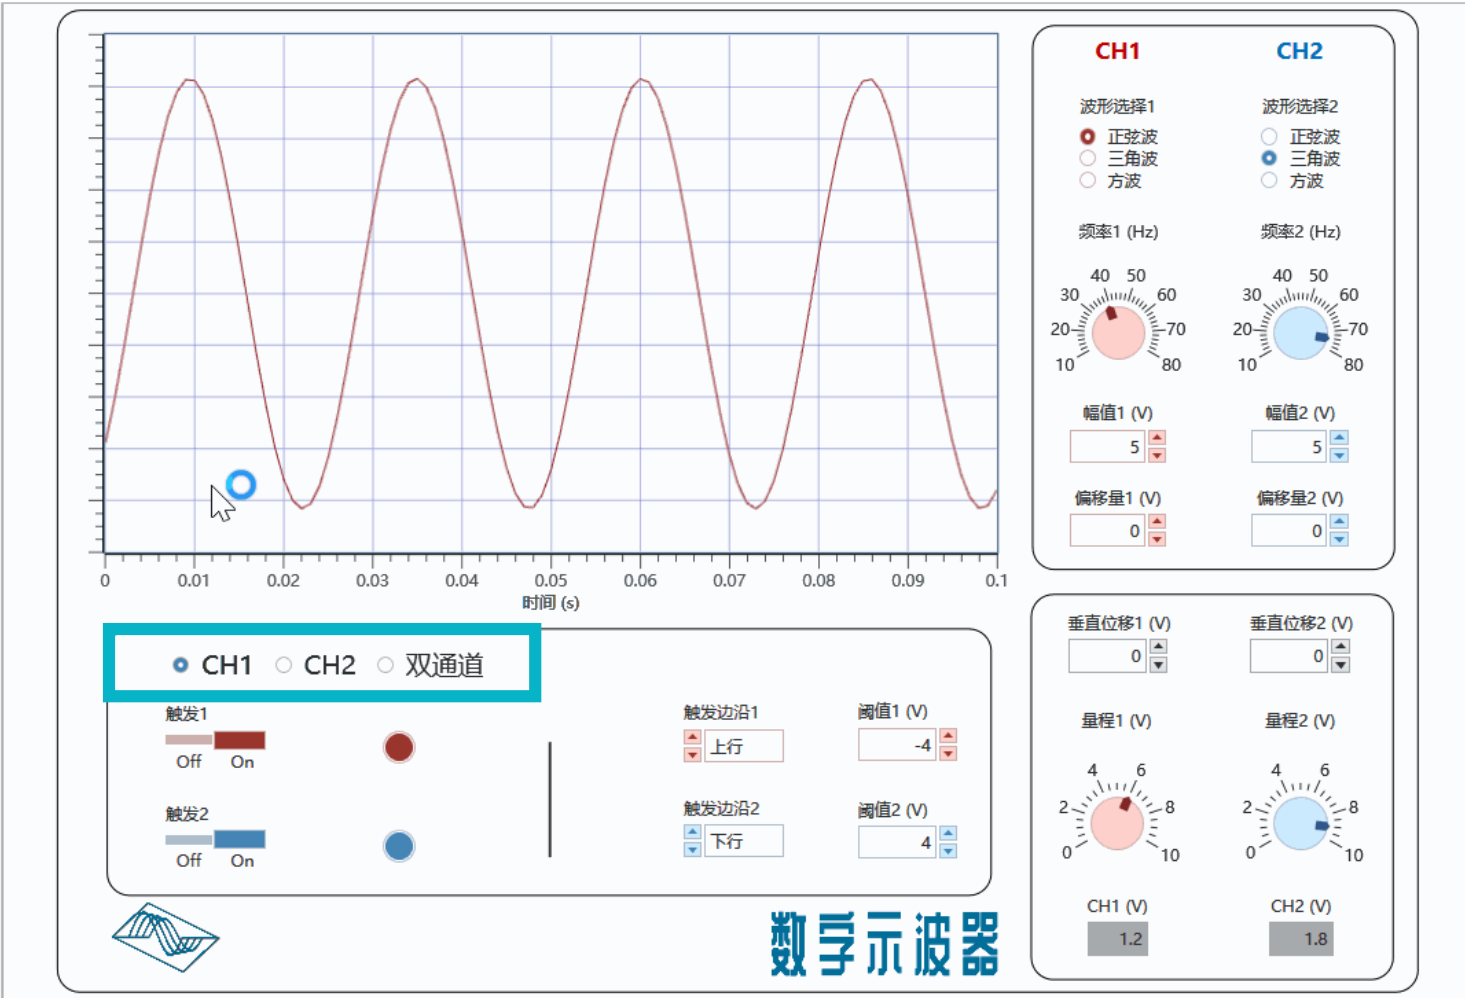 CH1 CH2
波形选择1 波形选择2
正弦波 正弦波
三角波 三角波
方波 方波
频率1 (Hz) 频率2 (Hz)
40 50 40 50
30 60 30 60
20 70 20 70
10 80 10 80
幅值1 (V) 幅值2 (V)
5 5
偏移量1 (V) 偏移量2 (V)
0 0
0 0.01 0.02 0.03 0.04 0.05 0.06 0.07 0.08 0.09 0.1
时间 (s)
CH1 CH2 双通道
触发1
Off On
触发边沿1 阈值1 (V)
上行 -4
触发2
Off On
触发边沿2 阈值2 (V)
下行 4
垂直位移1 (V) 垂直位移2 (V)
0 0
量程1 (V) 量程2 (V)
4 6 4 6
2 8 2 8
0 10 0 10
CH1 (V) CH2 (V)
1.2 1.8
数字示波器